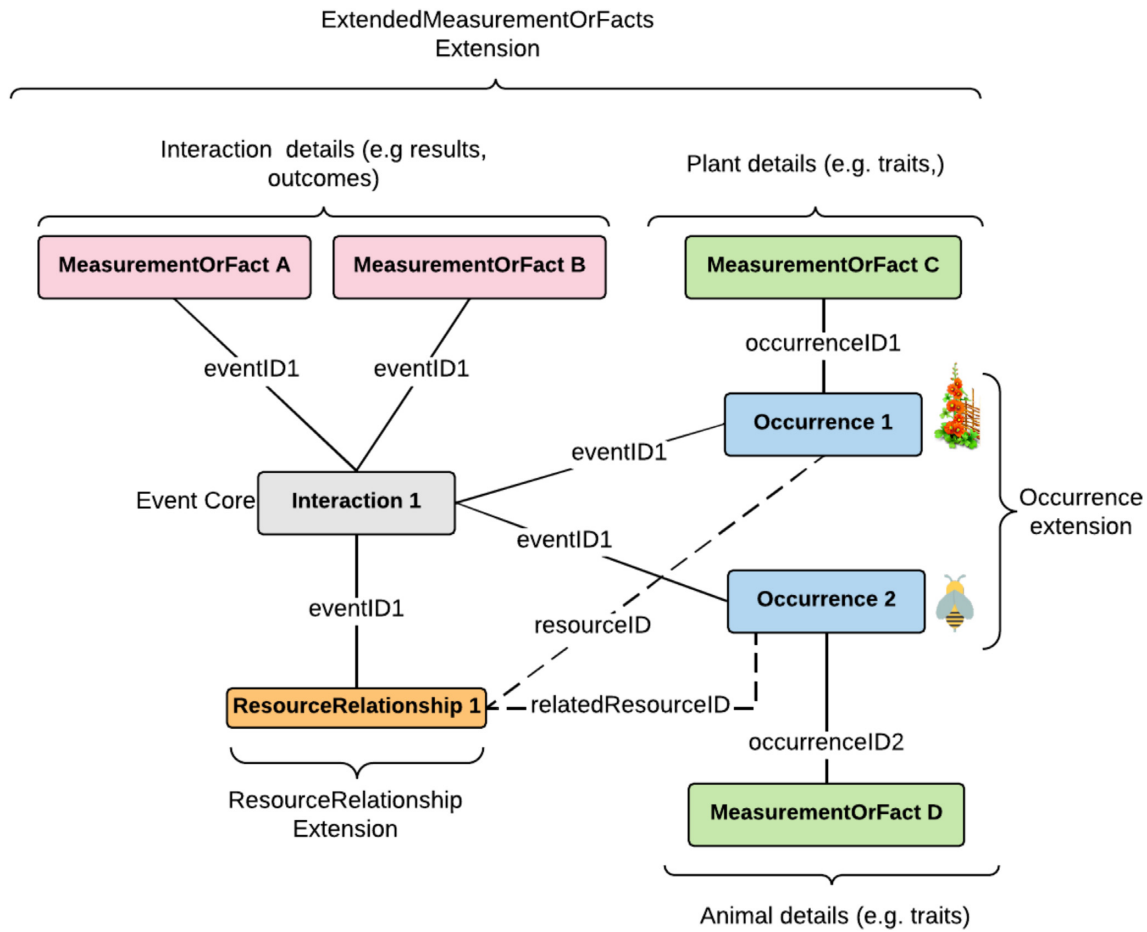 ExtendedMeasurementOrFacts
Extension
Interaction  details (e.g results,
outcomes)
Plant details (e.g. traits,)
MeasurementOrFact A
MeasurementOrFact B
MeasurementOrFact C
eventID1
eventID1
occurrenceID1
Occurrence 1
eventID1
Event Core
Interaction 1
Occurrence
extension
eventID1
Occurrence 2
eventID1
resourceID
ResourceRelationship 1
relatedResourceID
occurrenceID2
ResourceRelationship
Extension
MeasurementOrFact D
Animal details (e.g. traits)